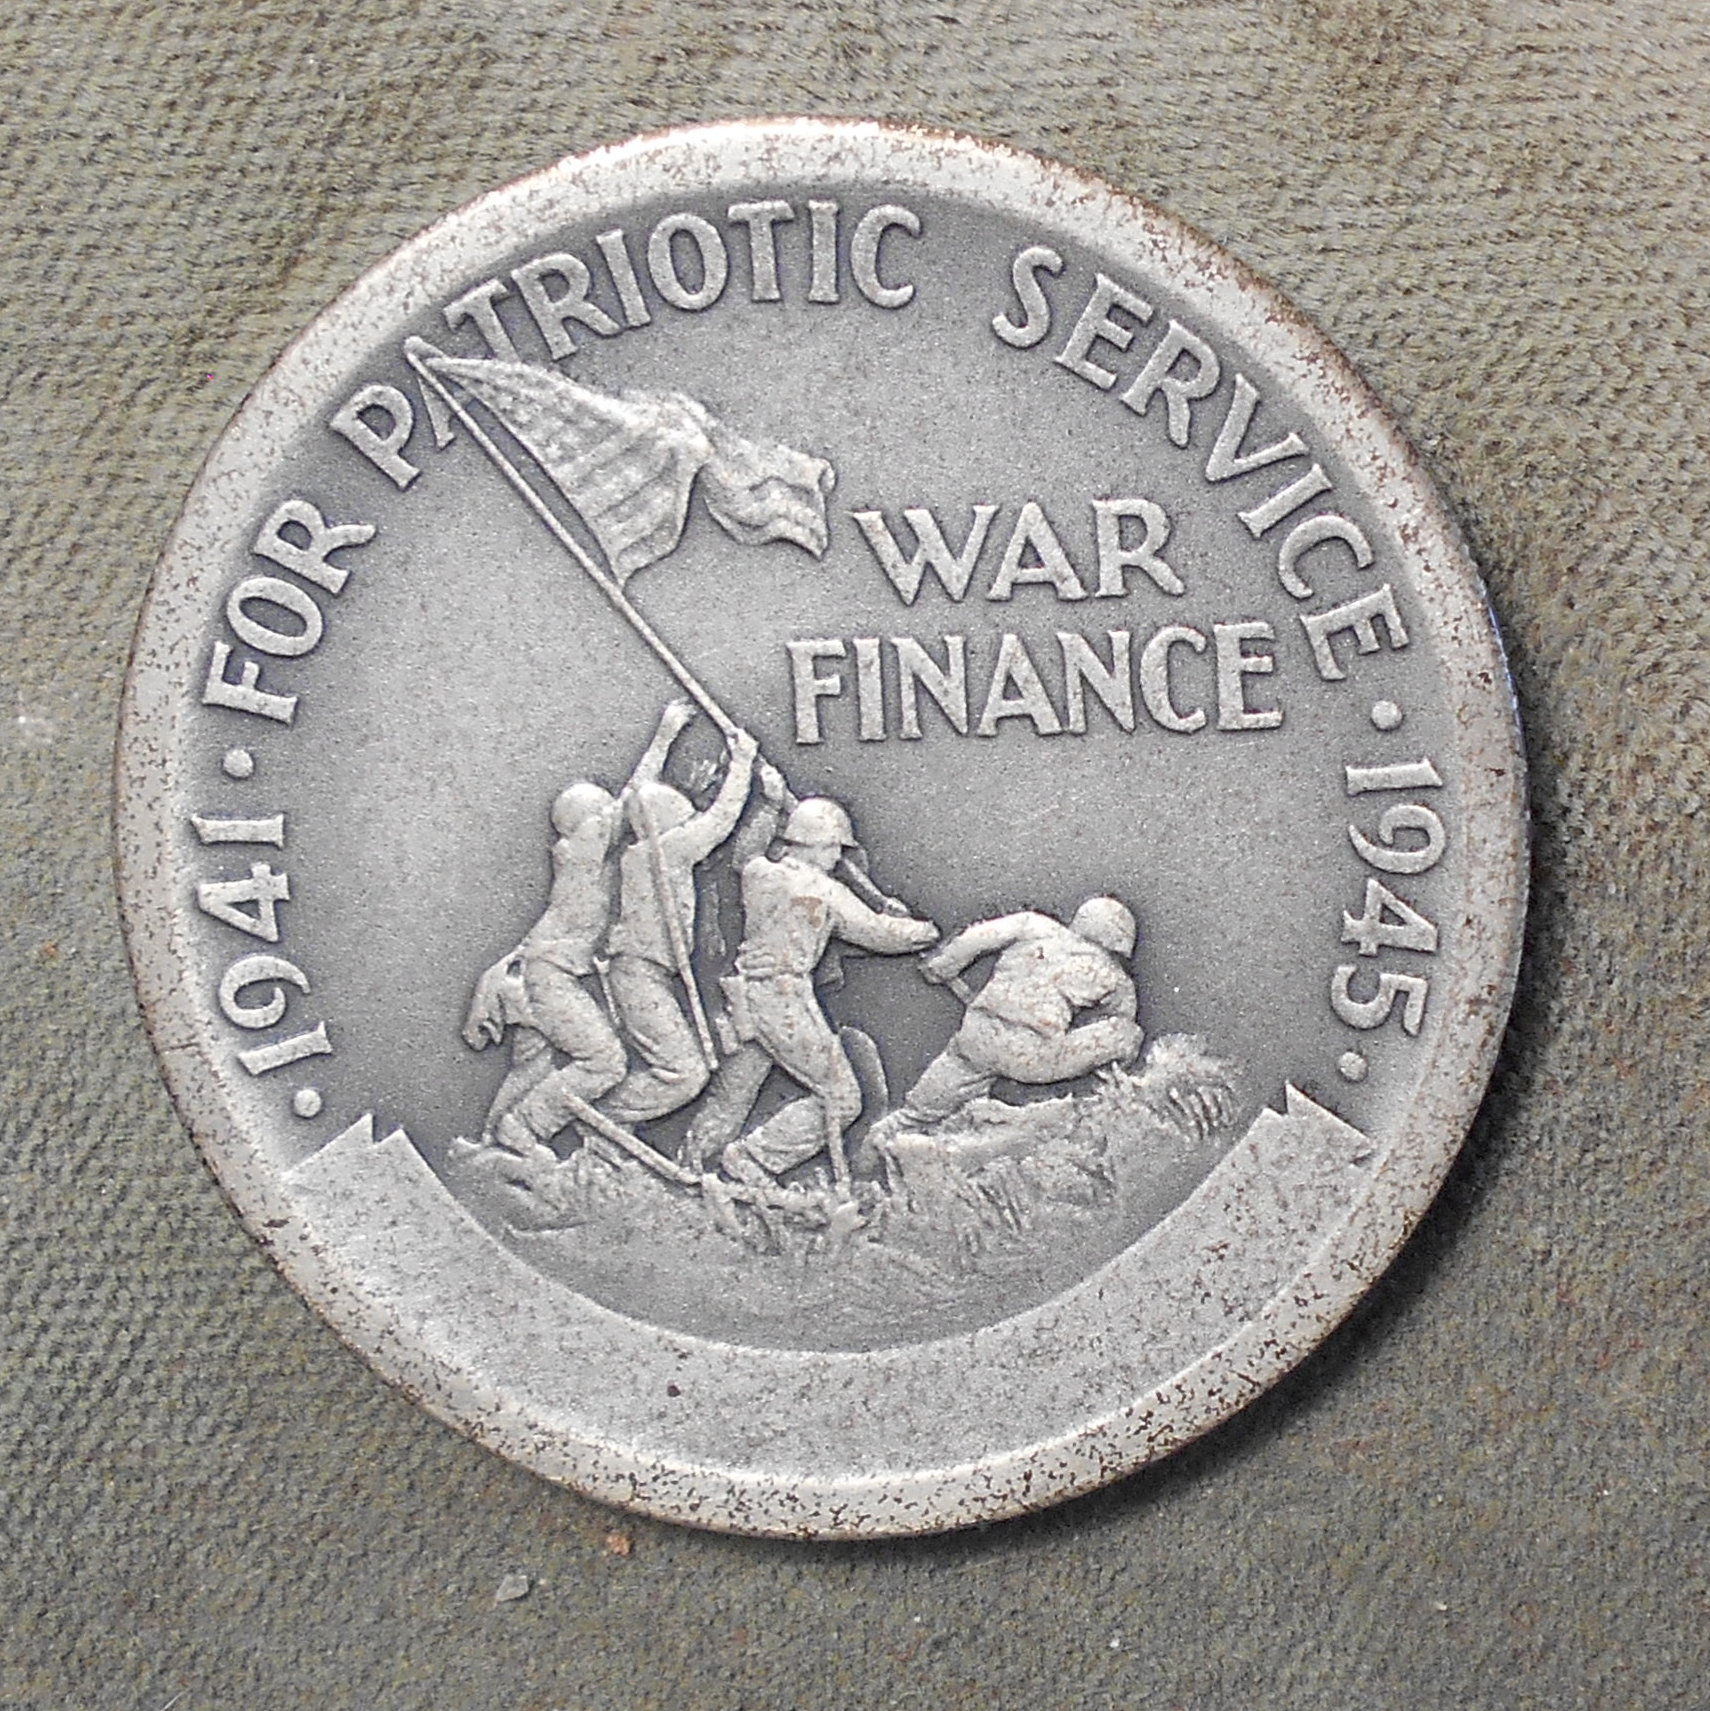 · 1941 · FOR PATRIOTIC SERVICE · 1945 ·
WAR
FINANCE